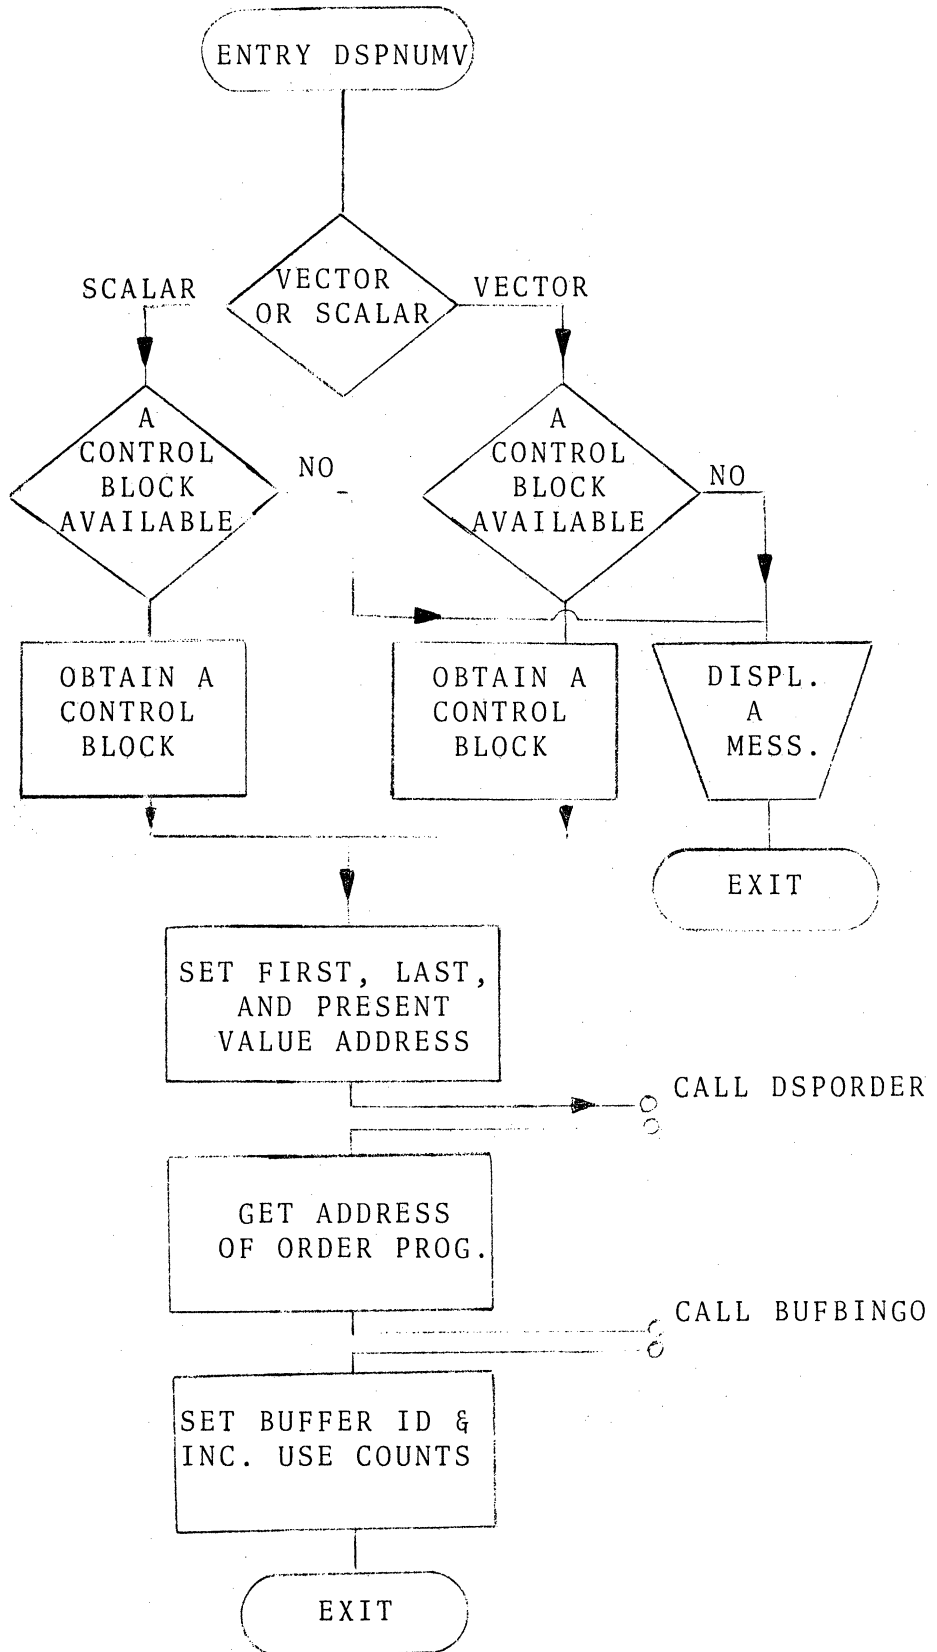 ENTRY DSPNUMV
VECTOR
OR SCALAR
SCALAR
VECTOR
A
CONTROL
BLOCK
AVAILABLE
NO
A
CONTROL
BLOCK
AVAILABLE
NO
OBTAIN A
CONTROL
BLOCK
OBTAIN A
CONTROL
BLOCK
DISPL.
A
MESS.
EXIT
SET FIRST, LAST,
AND PRESENT
VALUE ADDRESS
CALL DSPORDER
GET ADDRESS
OF ORDER PROG.
CALL BUFBINGO
SET BUFFER ID &
INC. USE COUNTS
EXIT